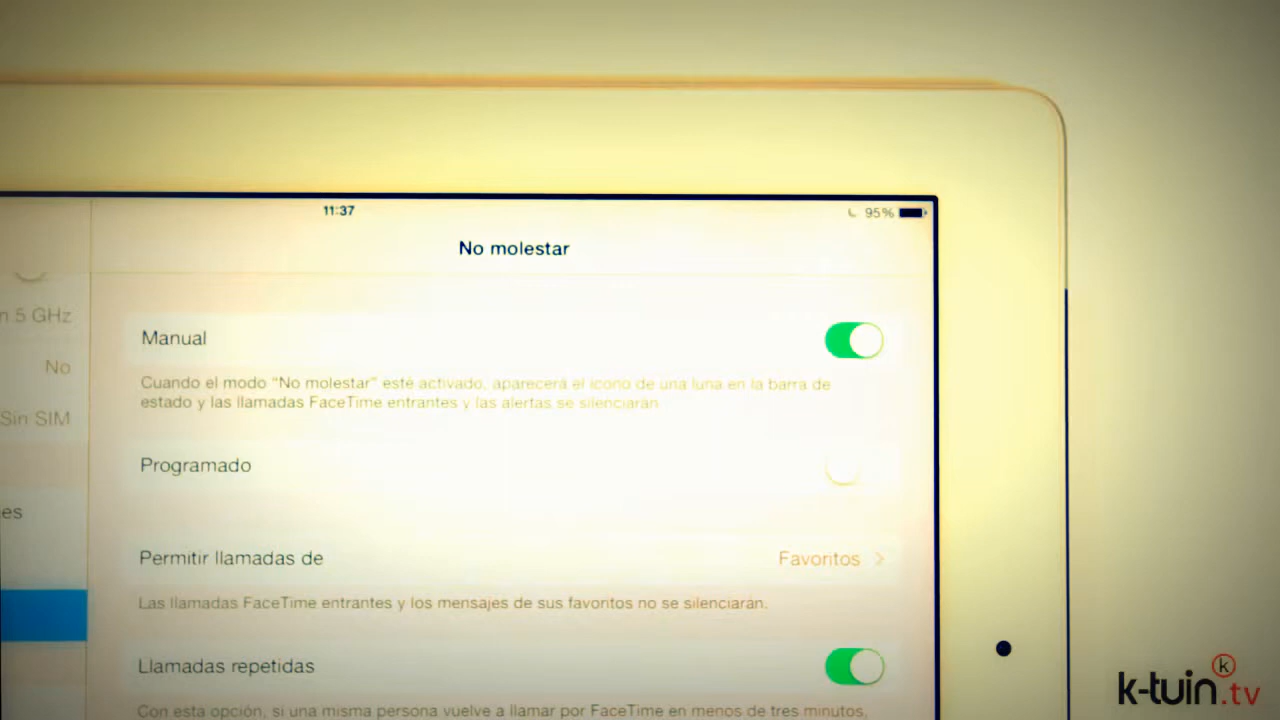 11:37
95%
No molestar
n 5 GHz
No
Sin SIM
es
Manual
Cuando el modo "No molestar" esté activado, aparecerá el icono de una luna en la barra de
estado y las llamadas FaceTime entrantes y las alertas se silenciarán.
Programado
Permitir llamadas de
Favoritos
Las llamadas FaceTime entrantes y los mensajes de sus favoritos no se silenciarán.
Llamadas repetidas
Con esta opción, si una misma persona vuelve a llamar por FaceTime en menos de tres minutos,
k-tuin.tv
k